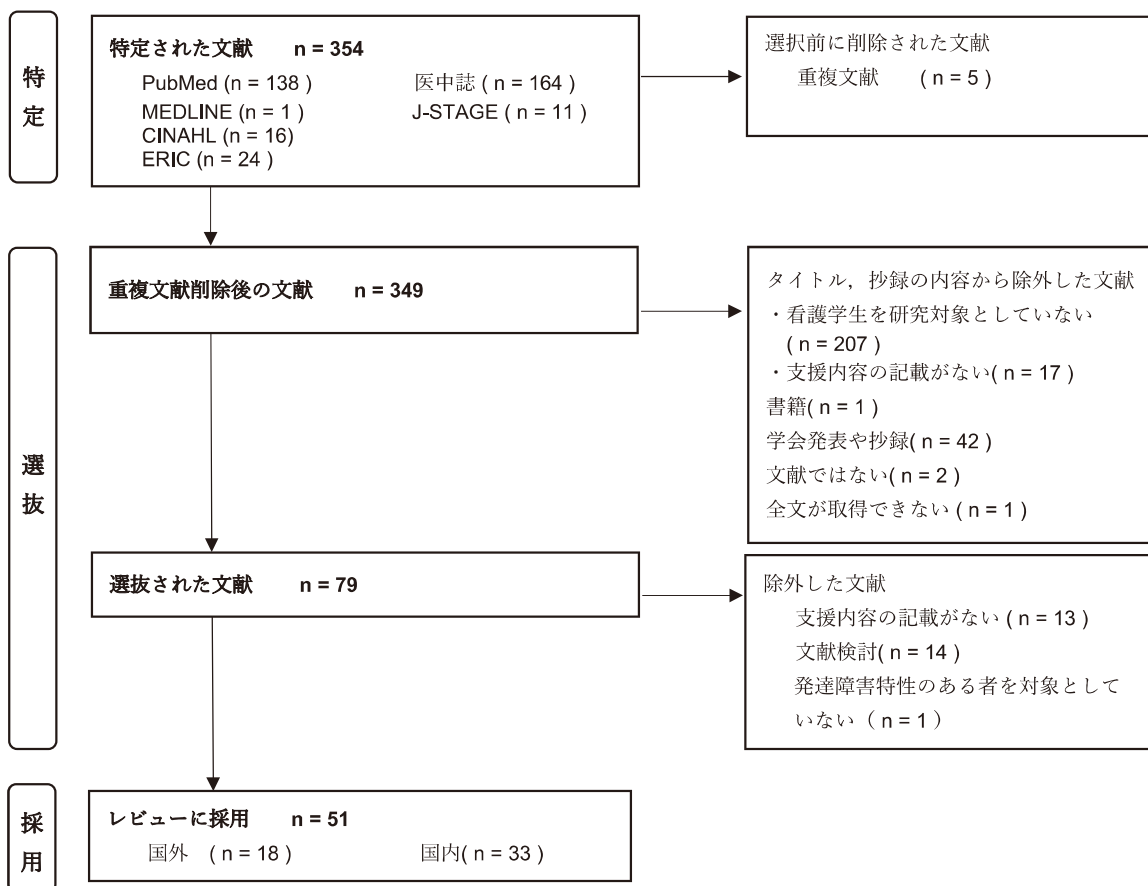 特定
特定された文献 n = 354
PubMed (n = 138 )
医中誌 ( n = 164)
MEDLINE (n = 1 )
J-STAGE ( n = 11 )
CINAHL (n = 16)
ERIC (n = 24 )
選択前に削除された文献
重複文献 ( n = 5 )
選抜
重複文献削除後の文献 n = 349
タイトル，抄録の内容から除外した文献
・看護学生を研究対象としていない
( n = 207)
・支援内容の記載がない( n = 17 )
書籍( n = 1 )
学会発表や抄録( n = 42 )
文献ではない( n = 2 )
全文が取得できない ( n = 1 )
選抜された文献 n = 79
除外した文献
支援内容の記載がない ( n = 13 )
文献検討( n = 14 )
発達障害特性のある者を対象として
いない（ n = 1 )
採用
レビューに採用 n = 51
国外 ( n = 18 )
国内( n = 33 )